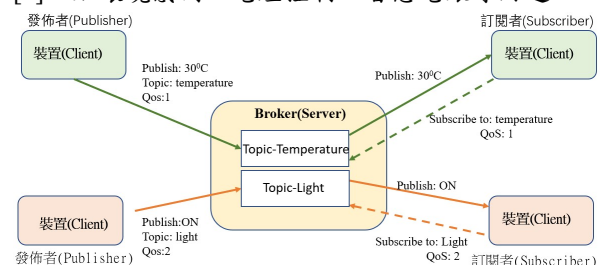 發佈者(Publisher)
訂閱者(Subscriber)
裝置(Client)
裝置(Client)
Publish: 30⁰C
Topic: temperature
Qos:1
Publish: 30⁰C
Broker(Server)
Subscribe to: temperature
QoS: 1
Topic-Temperature
Topic-Light
Publish: ON
裝置(Client)
裝置(Client)
Publish:ON
Topic: light
Qos:2
Subscribe to: Light
QoS: 2
發佈者(Publisher)
訂閱者(Subscriber)